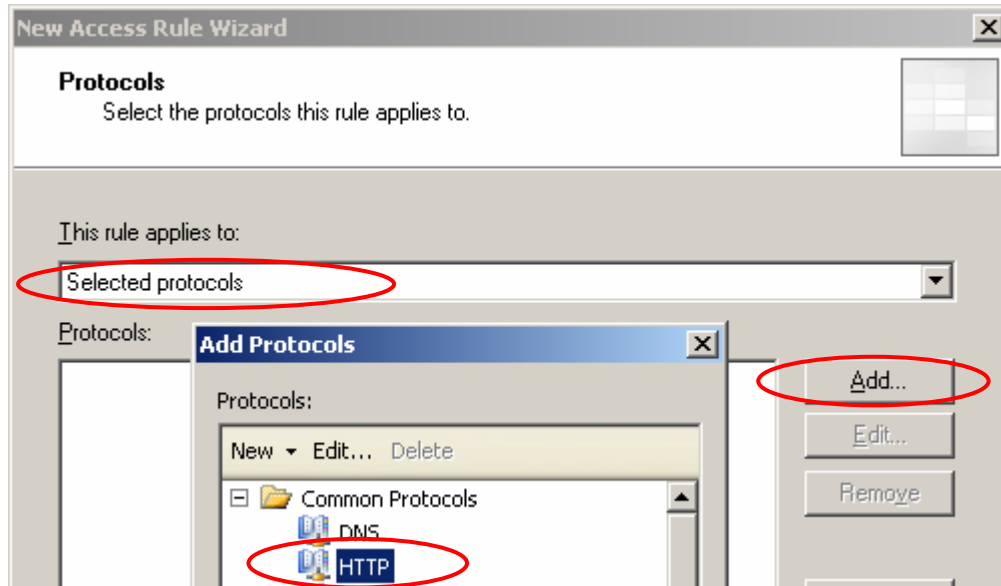 New Access Rule Wizard
Protocols
Select the protocols this rule applies to.
This rule applies to:
Selected protocols
Protocols:
Add Protocols
Add...
Protocols:
Edit...
New Edit... Delete
Remove
Common Protocols
DNS
HTTP